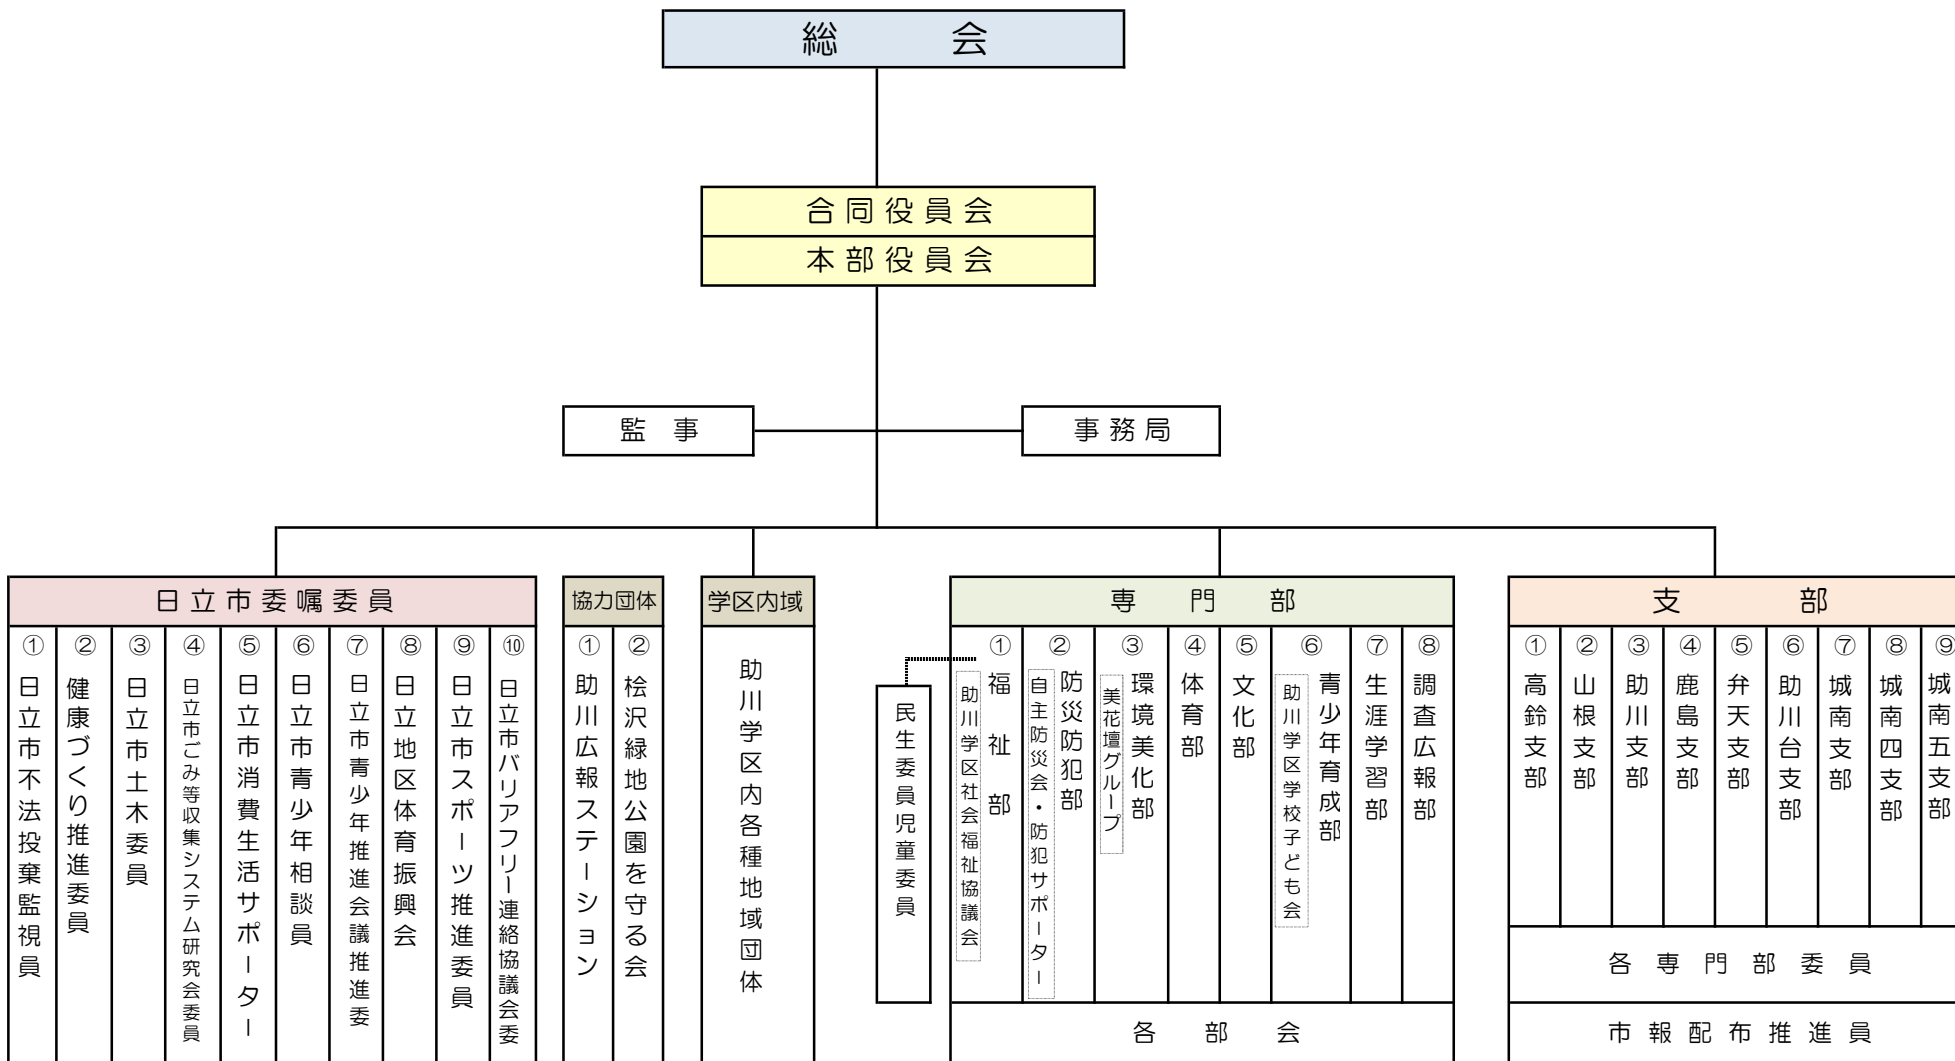 総会
合同役員会
本部役員会
監事
事務局
日立市委嘱委員
①日立市不法投棄監視員
②健康づくり推進委員
③日立市土木委員
④日立市ごみ等収集システム研究会委員
⑤日立市消費生活サポーター
⑥日立市青少年相談員
⑦日立市青少年推進会議推進委
⑧日立地区体育振興会
⑨日立市スポーツ推進委員
⑩日立市バリアフリー連絡協議会委
協力団体
①助川広報ステーション
②桧沢緑地公園を守る会
学区内域
助川学区内各種地域団体
民生委員児童委員
専門部
①福祉部
助川学区社会福祉協議会
②防災防犯部
自主防災会・防犯サポーター
③環境美化部
美花壇グループ
④体育部
⑤文化部
⑥青少年育成部
助川学区学校子ども会
⑦生涯学習部
⑧調査広報部
各部会
支部
①高鈴支部
②山根支部
③助川支部
④鹿島支部
⑤弁天支部
⑥助川台支部
⑦城南支部
⑧城南四支部
⑨城南五支部
各専門部委員
市報配布推進員